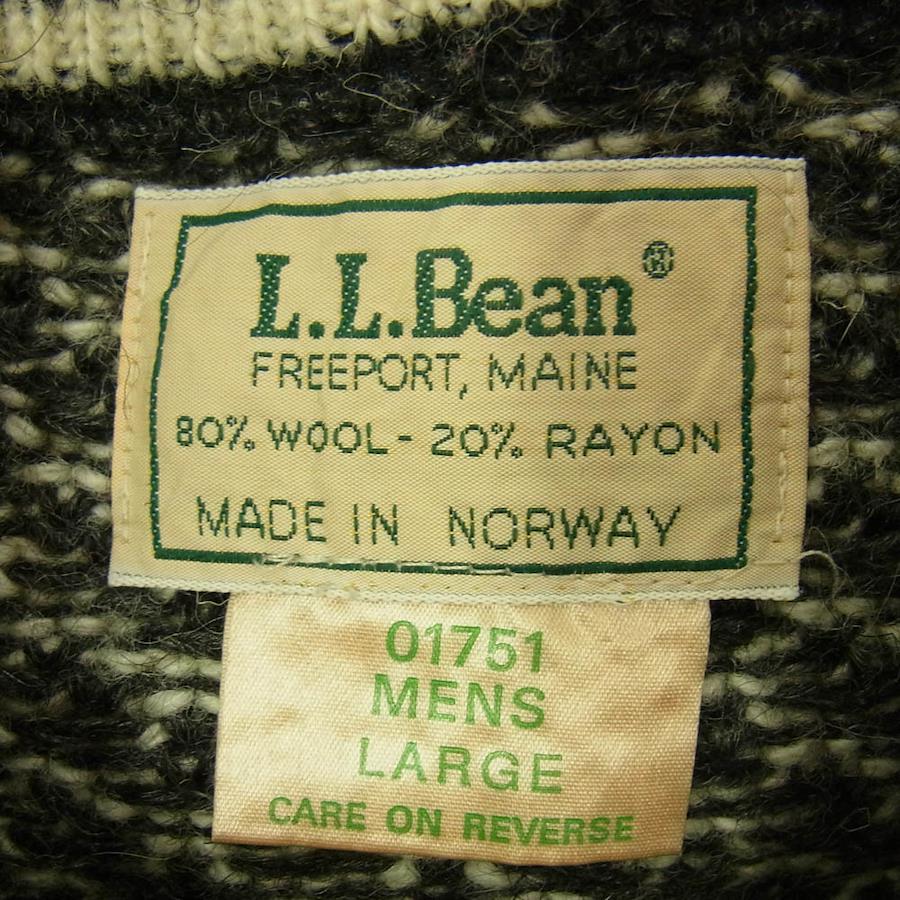 L.L.Bean®
FREEPORT, MAINE
80% WOOL - 20% RAYON
MADE IN NORWAY
01751
MENS
LARGE
CARE ON REVERSE